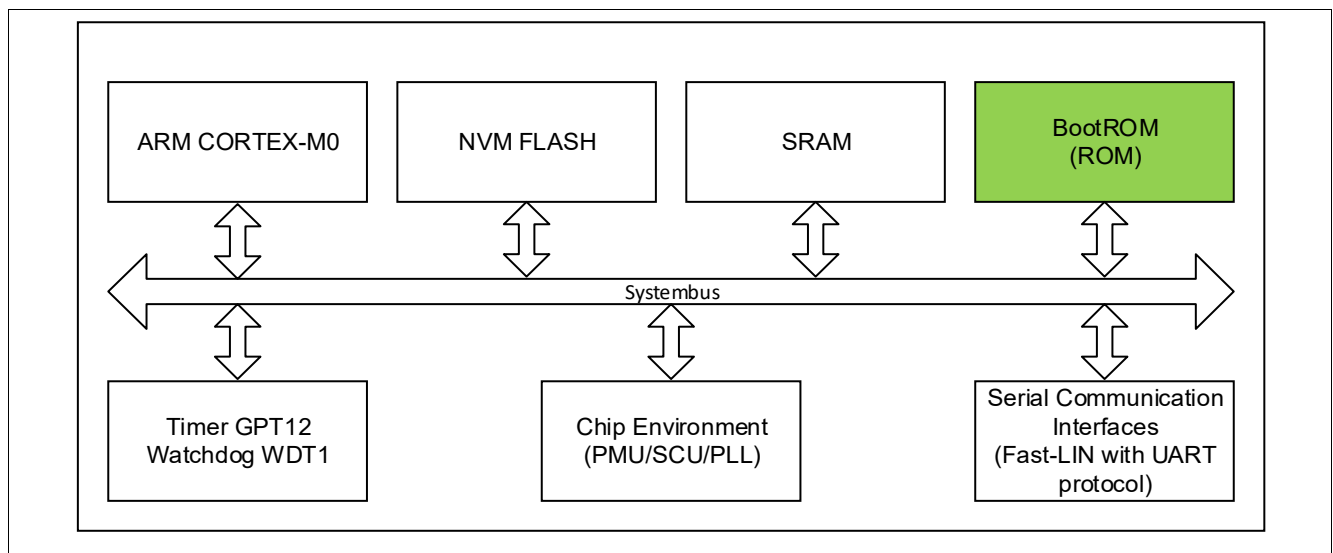 ARM CORTEX-M0
NVM FLASH
SRAM
BootROM
(ROM)
Systembus
Timer GPT12
Watchdog WDT1
Chip Environment
(PMU/SCU/PLL)
Serial Communication
Interfaces
(Fast-LIN with UART
protocol)